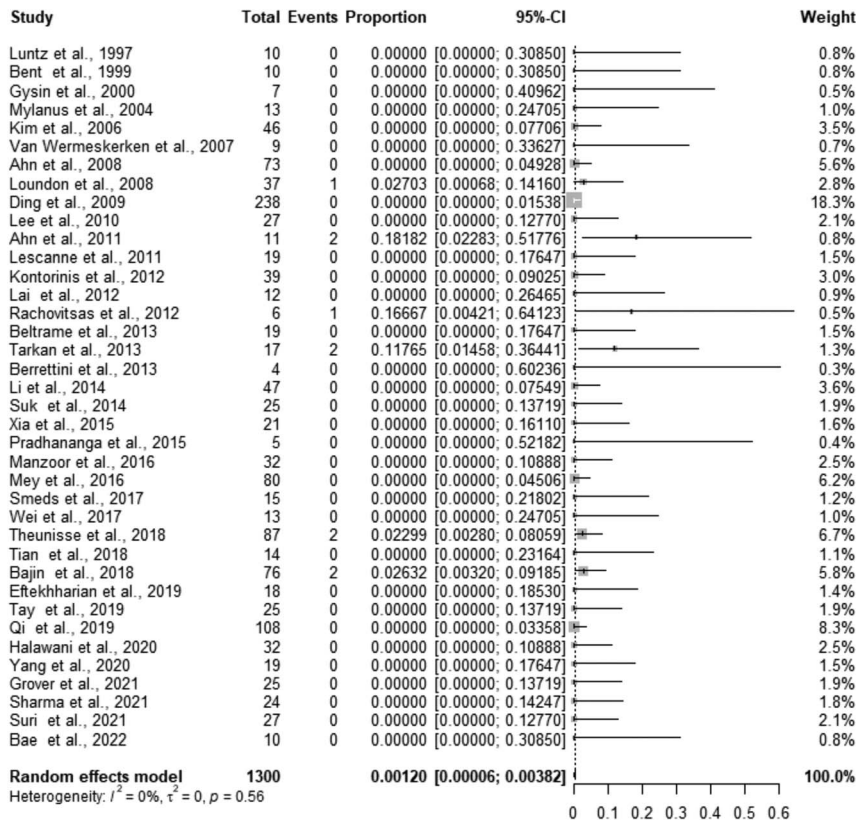 Study Total Events Proportion 95%-CI Weight
Luntz et al., 1997 10 0 0.00000 [0.00000; 0.30850] 0.8%
Bent et al., 1999 10 0 0.00000 [0.00000; 0.30850] 0.8%
Gysin et al., 2000 7 0 0.00000 [0.00000; 0.40962] 0.5%
Mylanus et al., 2004 13 0 0.00000 [0.00000; 0.24705] 1.0%
Kim et al., 2006 46 0 0.00000 [0.00000; 0.07706] 3.5%
Van Wermeskerken et al., 2007 9 0 0.00000 [0.00000; 0.33627] 0.7%
Ahn et al., 2008 73 0 0.00000 [0.00000; 0.04928] 5.6%
Loundon et al., 2008 37 1 0.02703 [0.00068; 0.14160] 2.8%
Ding et al., 2009 238 0 0.00000 [0.00000; 0.01538] 18.3%
Lee et al., 2010 27 0 0.00000 [0.00000; 0.12770] 2.1%
Ahn et al., 2011 11 2 0.18182 [0.02283; 0.51776] 0.8%
Lescanne et al., 2011 19 0 0.00000 [0.00000; 0.17647] 1.5%
Kontorinis et al., 2012 39 0 0.00000 [0.00000; 0.09025] 3.0%
Lai et al., 2012 12 0 0.00000 [0.00000; 0.26465] 0.9%
Rachovitsas et al., 2012 6 1 0.16667 [0.00421; 0.64123] 0.5%
Beltrame et al., 2013 19 0 0.00000 [0.00000; 0.17647] 1.5%
Tarkan et al., 2013 17 2 0.11765 [0.01458; 0.36441] 1.3%
Berrettini et al., 2013 4 0 0.00000 [0.00000; 0.60236] 0.3%
Li et al., 2014 47 0 0.00000 [0.00000; 0.07549] 3.6%
Suk et al., 2014 25 0 0.00000 [0.00000; 0.13719] 1.9%
Xia et al., 2015 21 0 0.00000 [0.00000; 0.16110] 1.6%
Pradhananga et al., 2015 5 0 0.00000 [0.00000; 0.52182] 0.4%
Manzoor et al., 2016 32 0 0.00000 [0.00000; 0.10888] 2.5%
Mey et al., 2016 80 0 0.00000 [0.00000; 0.04506] 6.2%
Smeds et al., 2017 15 0 0.00000 [0.00000; 0.21802] 1.2%
Wei et al., 2017 13 0 0.00000 [0.00000; 0.24705] 1.0%
Theunisse et al., 2018 87 2 0.02299 [0.00280; 0.08059] 6.7%
Tian et al., 2018 14 0 0.00000 [0.00000; 0.23164] 1.1%
Bajin et al., 2018 76 2 0.02632 [0.00320; 0.09185] 5.8%
Eftekhharian et al., 2019 18 0 0.00000 [0.00000; 0.18530] 1.4%
Tay et al., 2019 25 0 0.00000 [0.00000; 0.13719] 1.9%
Qi et al., 2019 108 0 0.00000 [0.00000; 0.03358] 8.3%
Halawani et al., 2020 32 0 0.00000 [0.00000; 0.10888] 2.5%
Yang et al., 2020 19 0 0.00000 [0.00000; 0.17647] 1.5%
Grover et al., 2021 25 0 0.00000 [0.00000; 0.13719] 1.9%
Sharma et al., 2021 24 0 0.00000 [0.00000; 0.14247] 1.8%
Suri et al., 2021 27 0 0.00000 [0.00000; 0.12770] 2.1%
Bae et al., 2022 10 0 0.00000 [0.00000; 0.30850] 0.8%
Random effects model 1300 0.00120 [0.00006; 0.00382] 100.0%
Heterogeneity: I² = 0%, τ² = 0, p = 0.56
0 0.1 0.2 0.3 0.4 0.5 0.6